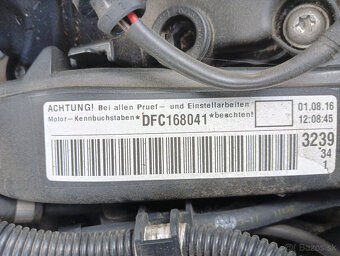 ACHTUNG! Bei allen Pruef- und Einstellarbeiten
Motor-Kennbuchstaben*DFC168041*beachten!
01.08.16
12:08:45
3239
34
1
bazos.sk